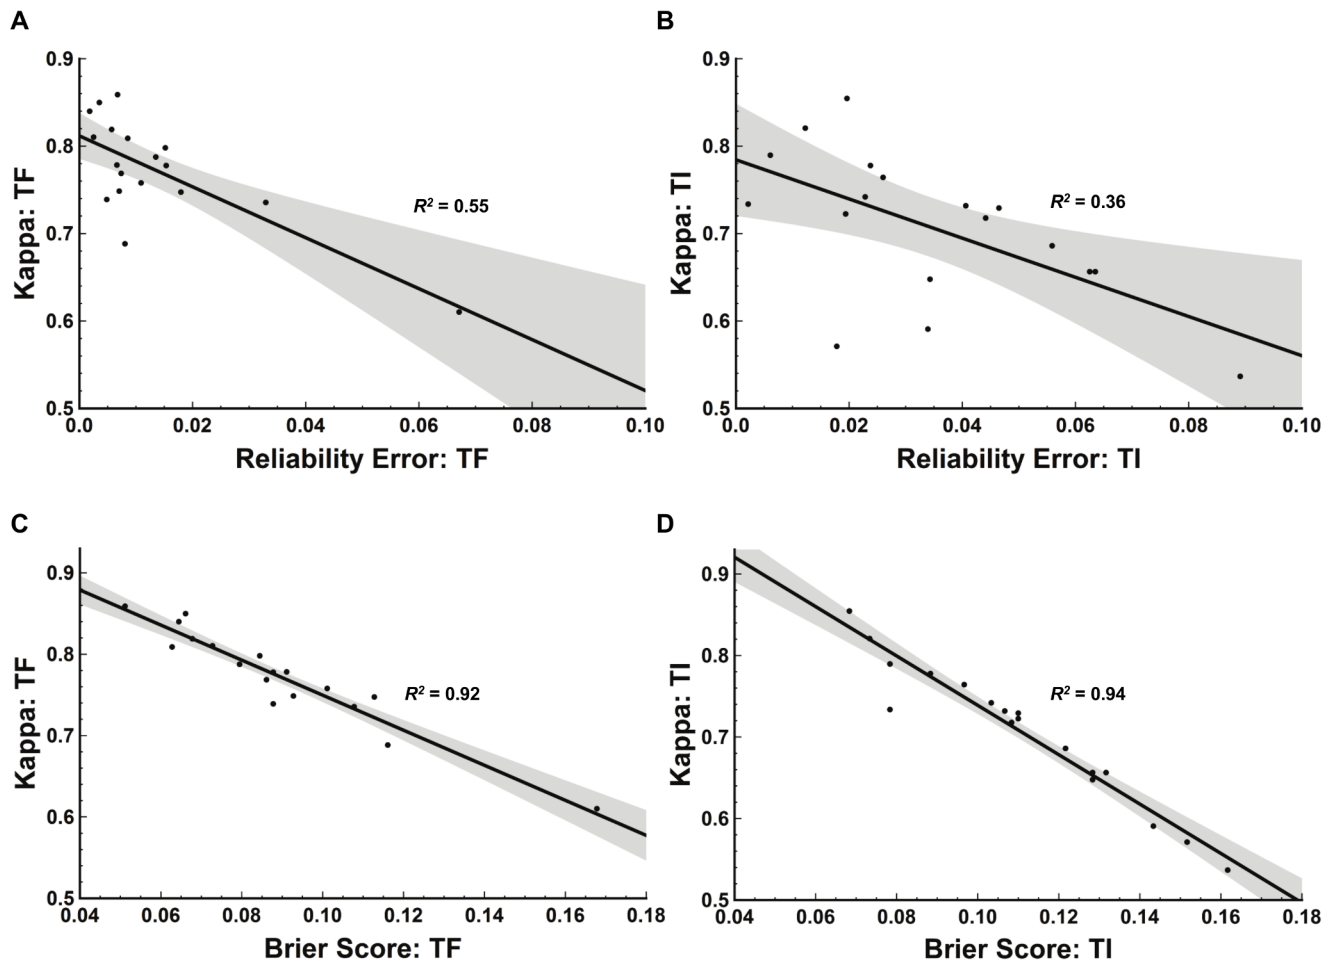 A
0.9
0.8
0.7
0.6
0.5
Kappa: TF
R² = 0.55
0.0 0.02 0.04 0.06 0.08 0.10
Reliability Error: TF
B
0.9
0.8
0.7
0.6
0.5
Kappa: TI
R² = 0.36
0.0 0.02 0.04 0.06 0.08 0.10
Reliability Error: TI
C
0.9
0.8
0.7
0.6
0.5
Kappa: TF
R² = 0.92
0.04 0.06 0.08 0.10 0.12 0.14 0.16 0.18
Brier Score: TF
D
0.9
0.8
0.7
0.6
0.5
Kappa: TI
R² = 0.94
0.04 0.06 0.08 0.10 0.12 0.14 0.16 0.18
Brier Score: TI